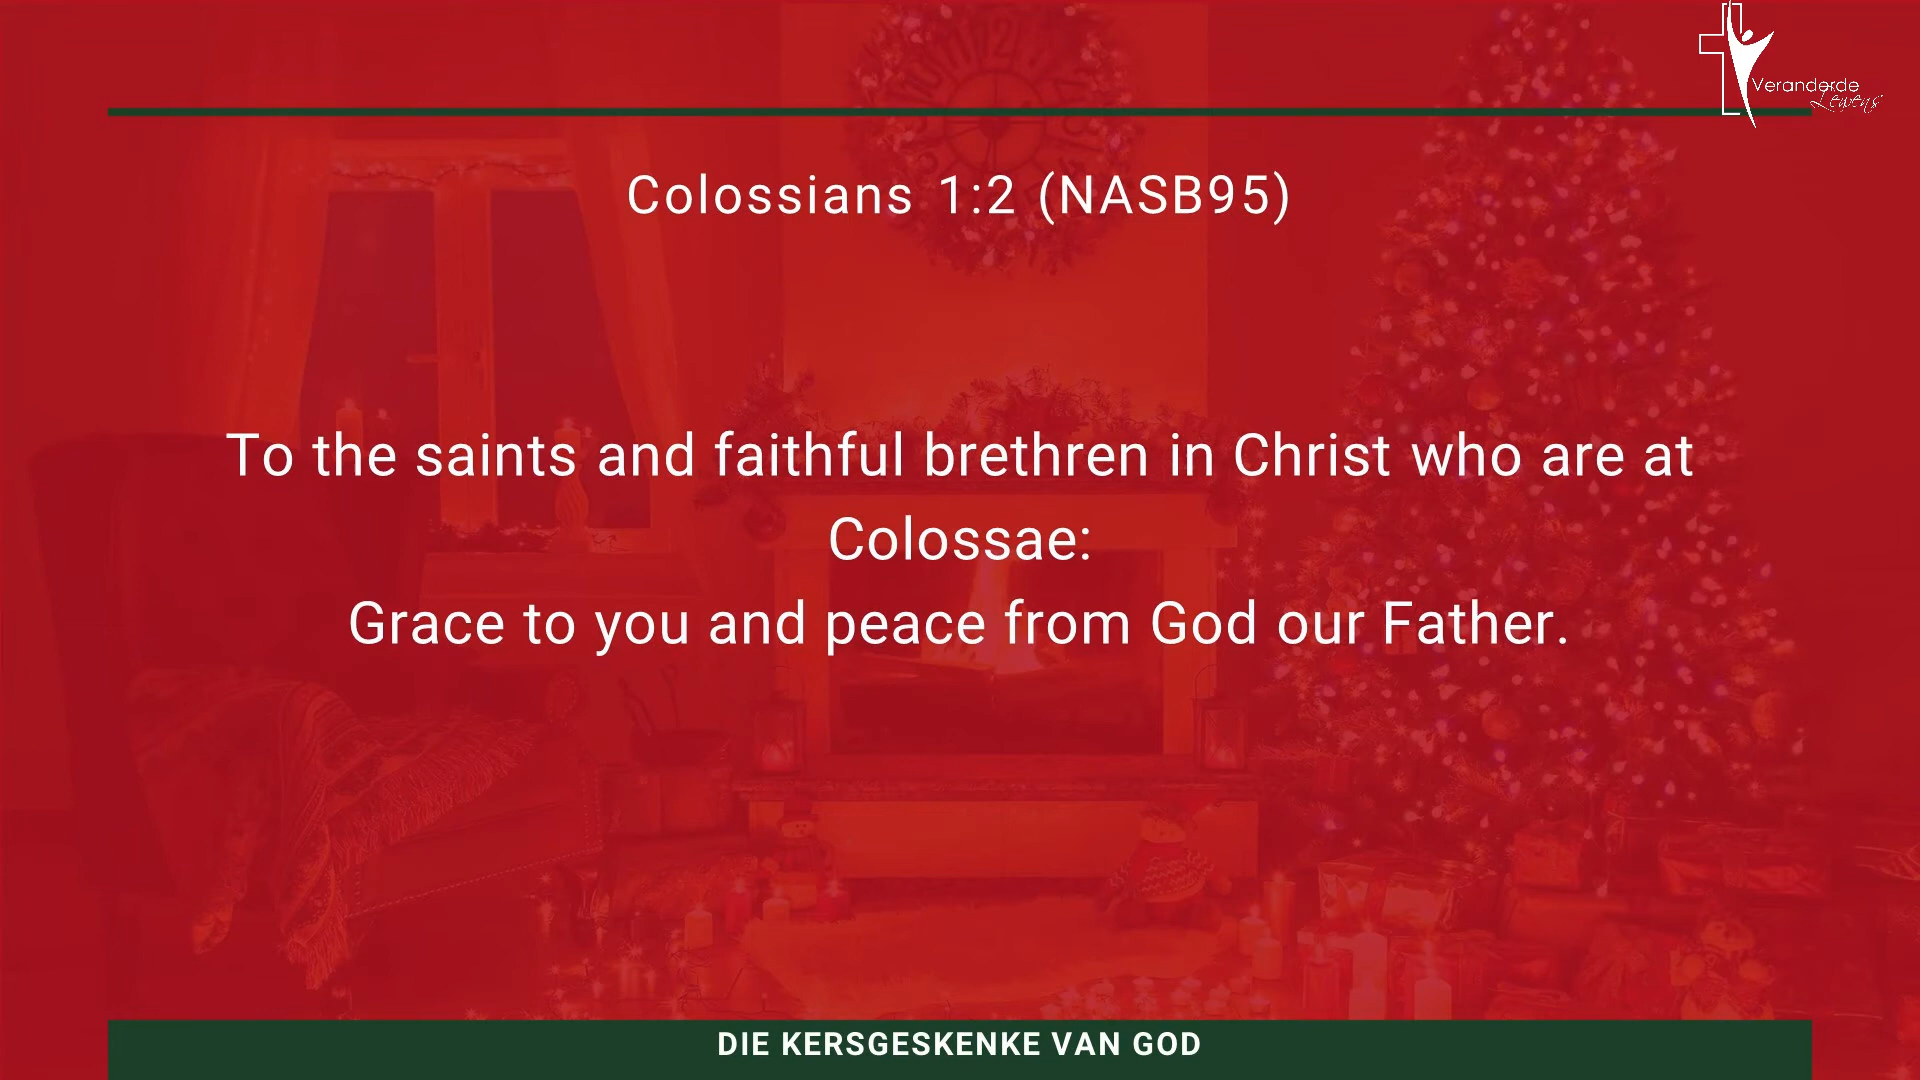 Veranderde
Lewens
Colossians 1:2 (NASB95)
To the saints and faithful brethren in Christ who are at
Colossae:
Grace to you and peace from God our Father.
DIE KERSGESKENKE VAN GOD